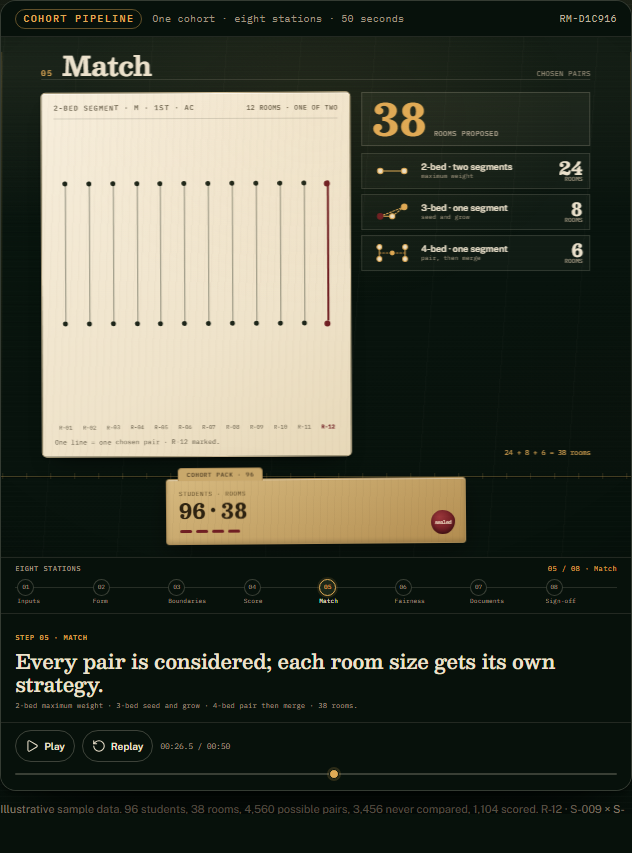 COHORT PIPELINE One cohort · eight stations · 50 seconds RM-D1C916
05 Match CHOSEN PAIRS
2-BED SEGMENT · M · 1ST · AC 12 ROOMS · ONE OF TWO
R-01 R-02 R-03 R-04 R-05 R-06 R-07 R-08 R-09 R-10 R-11 R-12
One line = one chosen pair · R-12 marked.
38 ROOMS PROPOSED
2-bed · two segments
maximum weight
24
ROOMS
3-bed · one segment
seed and grow
8
ROOMS
4-bed · one segment
pair, then merge
6
ROOMS
24 + 8 + 6 = 38 rooms
COHORT PACK · 96
STUDENTS · ROOMS
96 · 38
sealed
EIGHT STATIONS 05 / 08 · Match
01 02 03 04 05 06 07 08
Inputs Form Boundaries Score Match Fairness Documents Sign-off
STEP 05 · MATCH
Every pair is considered; each room size gets its own
strategy.
2-bed maximum weight · 3-bed seed and grow · 4-bed pair then merge · 38 rooms.
Play Replay 00:26.5 / 00:50
Illustrative sample data. 96 students, 38 rooms, 4,560 possible pairs, 3,456 never compared, 1,104 scored. R-12 · S-009 × S-